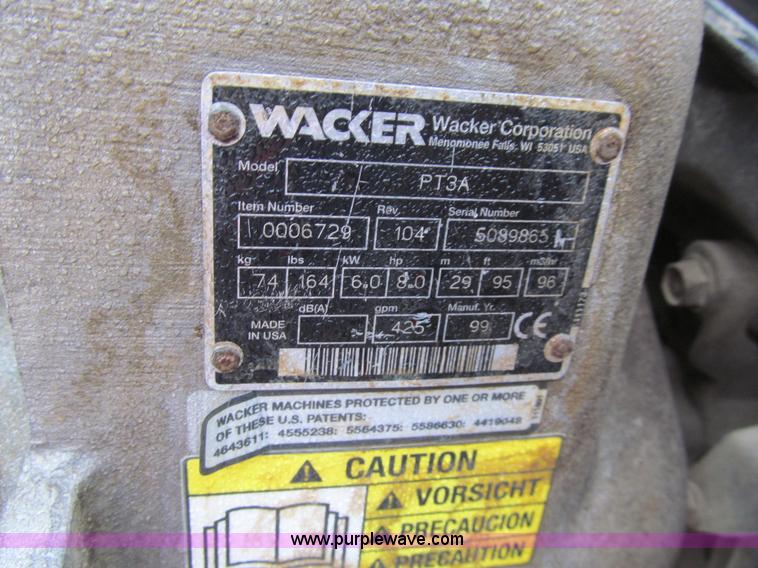 WACKER Wacker Corporation
Menomonee Falls, WI 53051 USA
Model PT3A
Item Number Rev. Serial Number
0006729 104 5089865
kg lbs kW hp m ft m3/hr
74 164 6.0 8.0 29 95 96
dB(A) gpm Manuf. Yr.
MADE IN USA 425 99 CE
WACKER MACHINES PROTECTED BY ONE OR MORE
OF THESE U.S. PATENTS:
4643611: 4555238: 5564375: 5586630: 4419048
CAUTION
VORSICHT
PRECAUCION
PRECAUTION
www.purplewave.com